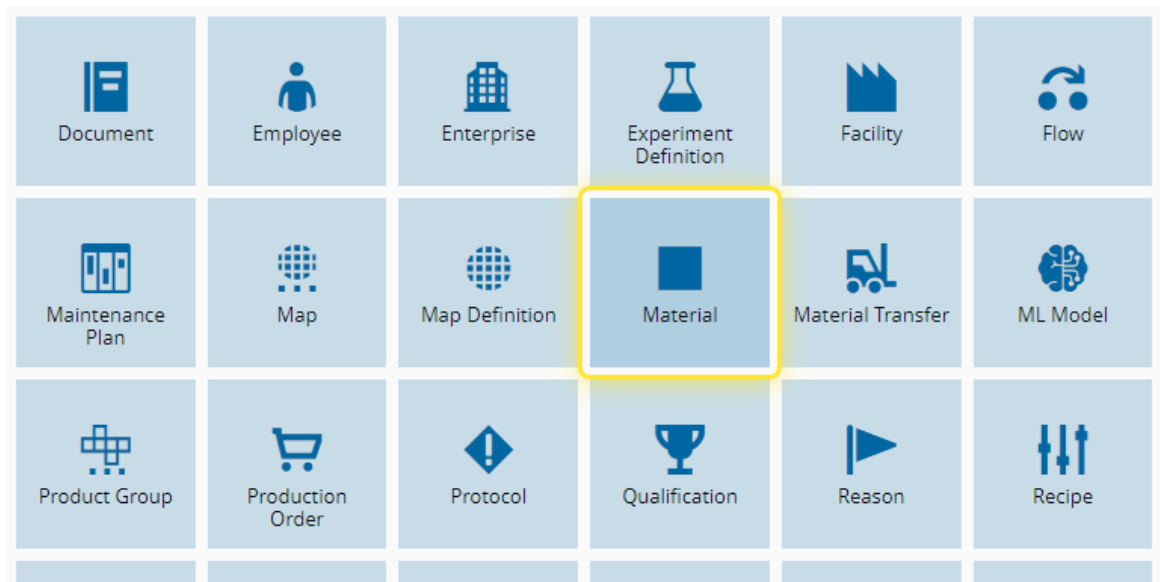 Document
Employee
Enterprise
Experiment
Definition
Facility
Flow
Maintenance
Plan
Map
Map Definition
Material
Material Transfer
ML Model
Product Group
Production
Order
Protocol
Qualification
Reason
Recipe